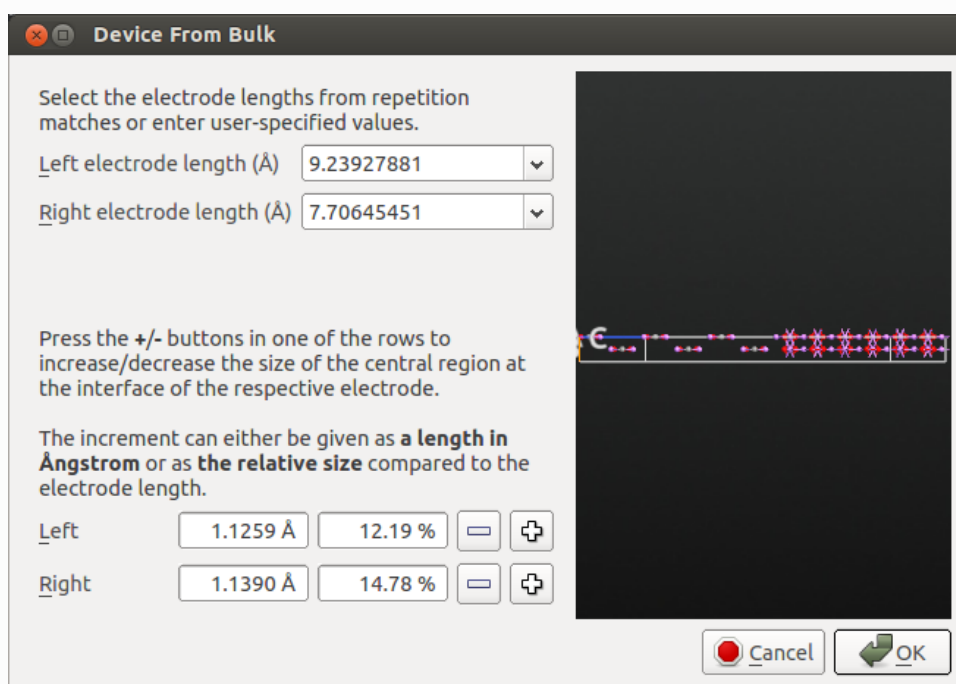 Device From Bulk
Select the electrode lengths from repetition
matches or enter user-specified values.
Left electrode length (Å) 9.23927881
Right electrode length (Å) 7.70645451
Press the +/- buttons in one of the rows to
increase/decrease the size of the central region at
the interface of the respective electrode.
The increment can either be given as a length in
Ångstrom or as the relative size compared to the
electrode length.
Left 1.1259 Å 12.19 %
Right 1.1390 Å 14.78 %
C
Cancel OK